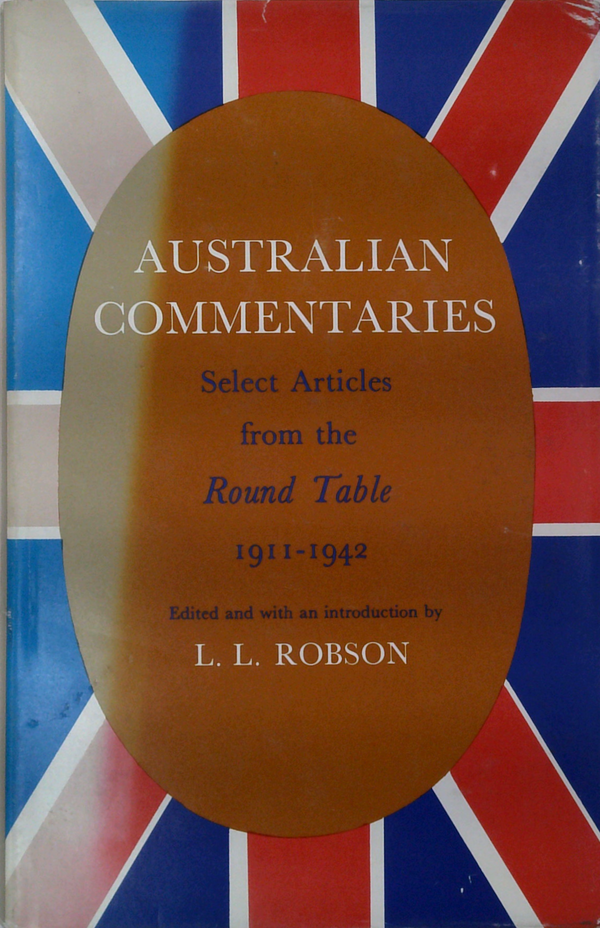 AUSTRALIAN
COMMENTARIES
Select Articles
from the
Round Table
1911-1942
Edited and with an introduction by
L. L. ROBSON